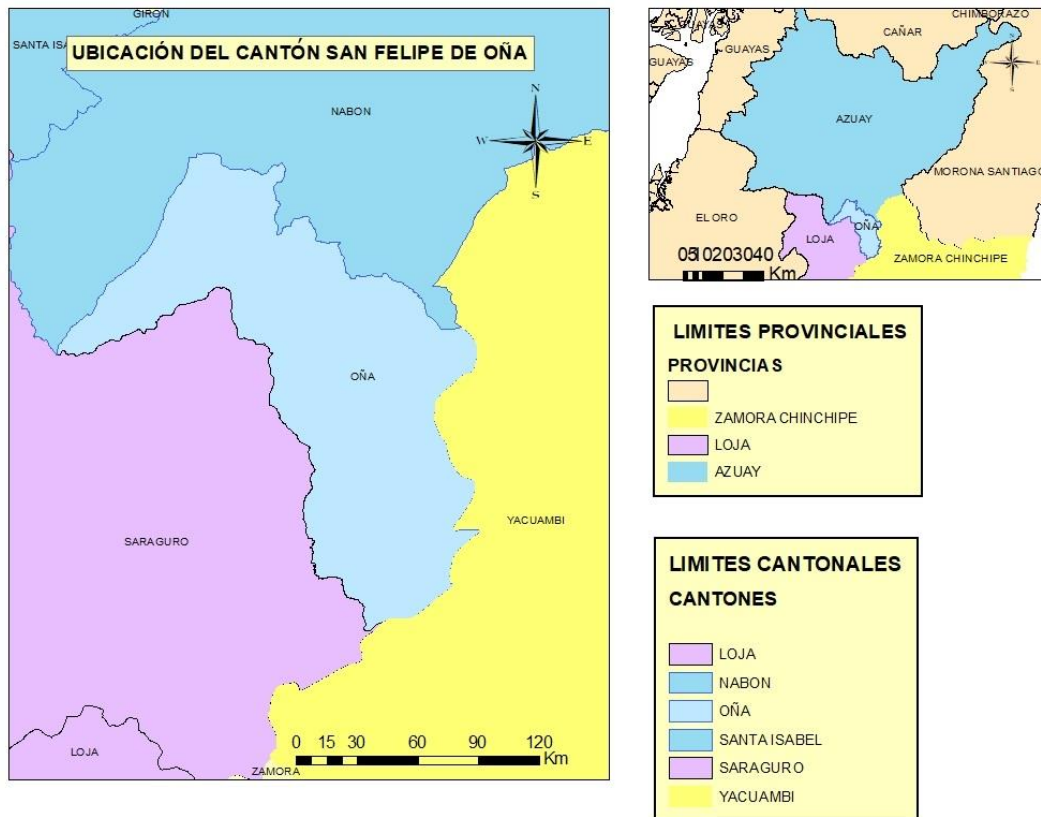 GIRON
SANTA ISA
UBICACIÓN DEL CANTÓN SAN FELIPE DE OÑA
NABON
N
W E
S
OÑA
SARAGURO
YACUAMBI
LOJA
ZAMORA
0 15 30 60 90 120
Km
CHIMBORAZO
GUAYAS
CAÑAR
GUAYAS
GUAYAS
N
E
S
AZUAY
MORONA SANTIAGO
EL ORO
OÑA
LOJA
ZAMORA CHINCHIPE
0510203040
Km
LIMITES PROVINCIALES
PROVINCIAS
ZAMORA CHINCHIPE
LOJA
AZUAY
LIMITES CANTONALES
CANTONES
LOJA
NABON
OÑA
SANTA ISABEL
SARAGURO
YACUAMBI